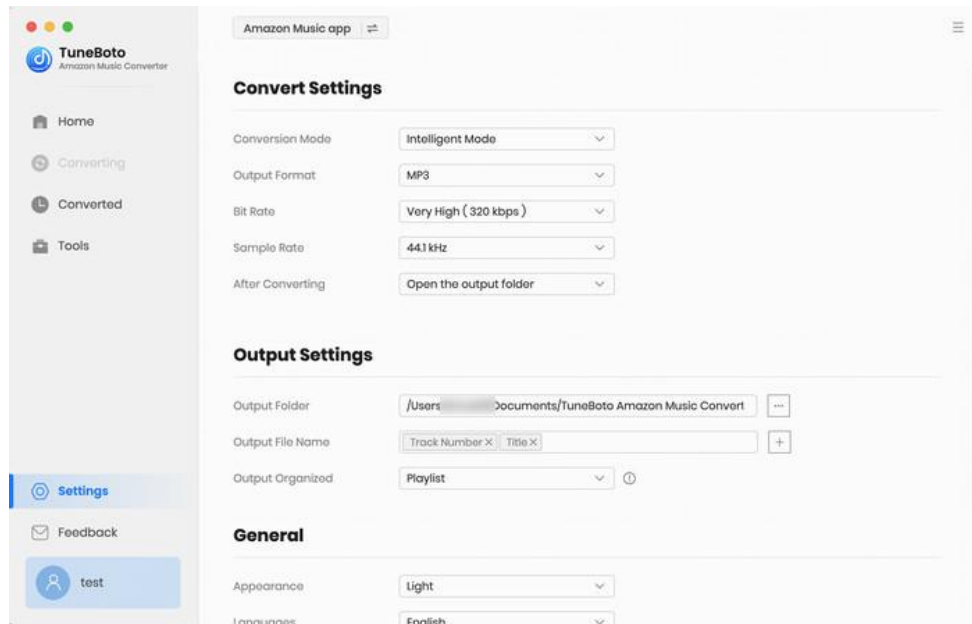 Amazon Music app
TuneBoto
Amazon Music Converter
Home
Converting
Converted
Tools
Settings
Feedback
test
Convert Settings
Conversion Mode Intelligent Mode
Output Format MP3
Bit Rate Very High ( 320 kbps )
Sample Rate 44.1 kHz
After Converting Open the output folder
Output Settings
Output Folder /Users Documents/TuneBoto Amazon Music Convert
Output File Name Track Number × Title ×
Output Organized Playlist
General
Appearance Light
Languages English